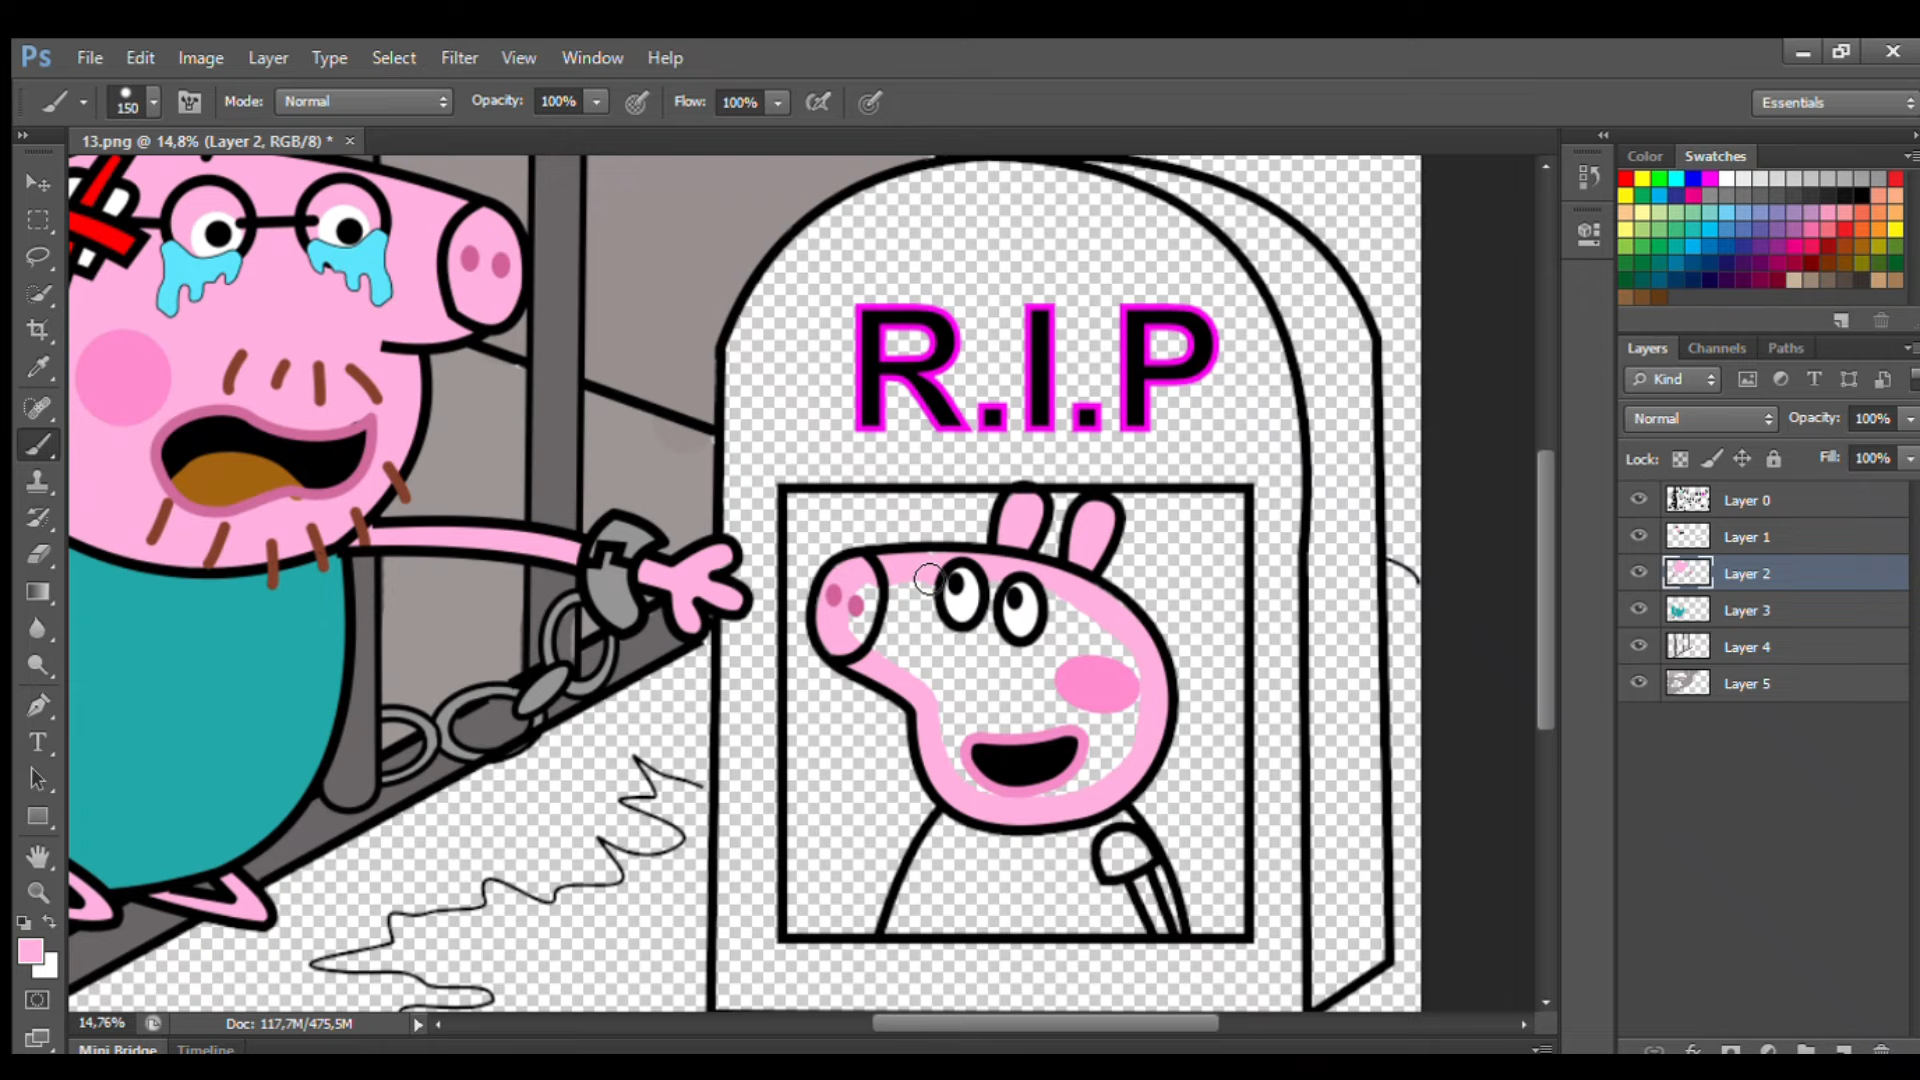 Ps File Edit Image Layer Type Select Filter View Window Help
150 Mode: Normal Opacity: 100% Flow: 100% Essentials
13.png @ 14,8% (Layer 2, RGB/8) * ×
Color Swatches
R.I.P
Layers Channels Paths
Kind
Normal Opacity: 100%
Lock: Fill: 100%
Layer 0
Layer 1
Layer 2
Layer 3
Layer 4
Layer 5
14,76% Doc: 117,7M/475,5M
Mini Bridge Timeline